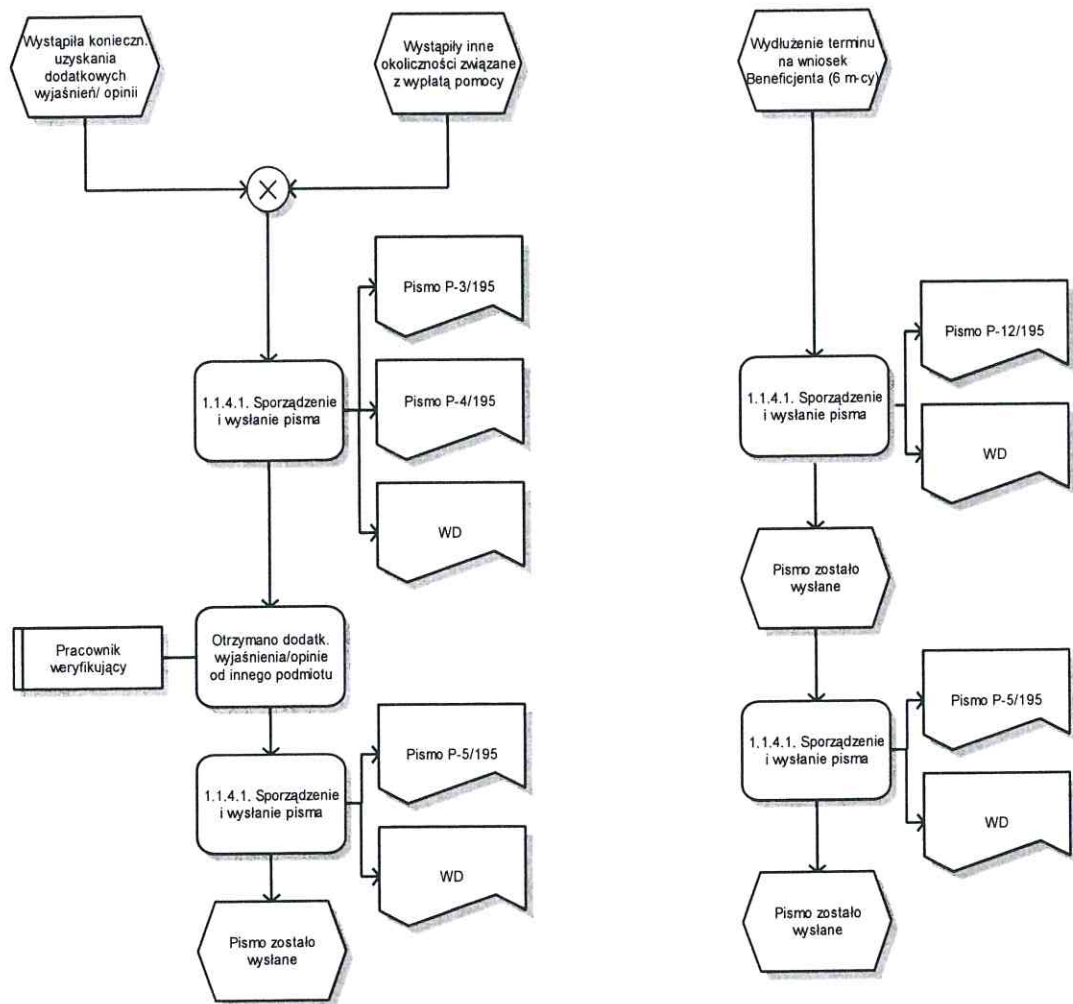 Wystąpiła konieczn.
uzyskania
dodatkowych
wyjaśnień/ opinii
Wystąpiły inne
okoliczności związane
z wypłatą pomocy
Pismo P-3/195
1.1.4.1. Sporządzenie
i wysłanie pisma
Pismo P-4/195
WD
Pracownik
weryfikujący
Otrzymano dodatk.
wyjaśnienia/opinie
od innego podmiotu
Pismo P-5/195
1.1.4.1. Sporządzenie
i wysłanie pisma
WD
Pismo zostało
wysłane
Wydłużenie terminu
na wniosek
Beneficjenta (6 m-cy)
Pismo P-12/195
1.1.4.1. Sporządzenie
i wysłanie pisma
WD
Pismo zostało
wysłane
Pismo P-5/195
1.1.4.1. Sporządzenie
i wysłanie pisma
WD
Pismo zostało
wysłane